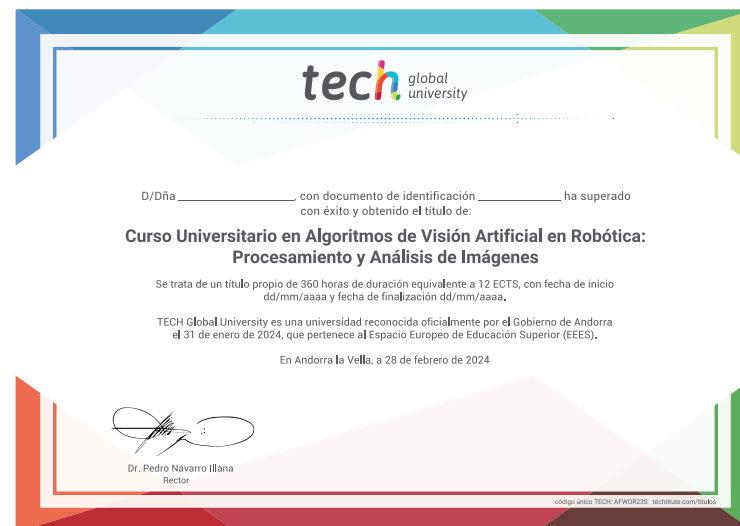 tech global university
D/Dña ____________, con documento de identificación ____________ ha superado
con éxito y obtenido el título de:
Curso Universitario en Algoritmos de Visión Artificial en Robótica:
Procesamiento y Análisis de Imágenes
Se trata de un título propio de 360 horas de duración equivalente a 12 ECTS, con fecha de inicio
dd/mm/aaaa y fecha de finalización dd/mm/aaaa.
TECH Global University es una universidad reconocida oficialmente por el Gobierno de Andorra
el 31 de enero de 2024, que pertenece al Espacio Europeo de Educación Superior (EEES).
En Andorra la Vella, a 28 de febrero de 2024
Dr. Pedro Navarro Illana
Rector
código único TECH: AFWOR23S techtitute.com/titulos